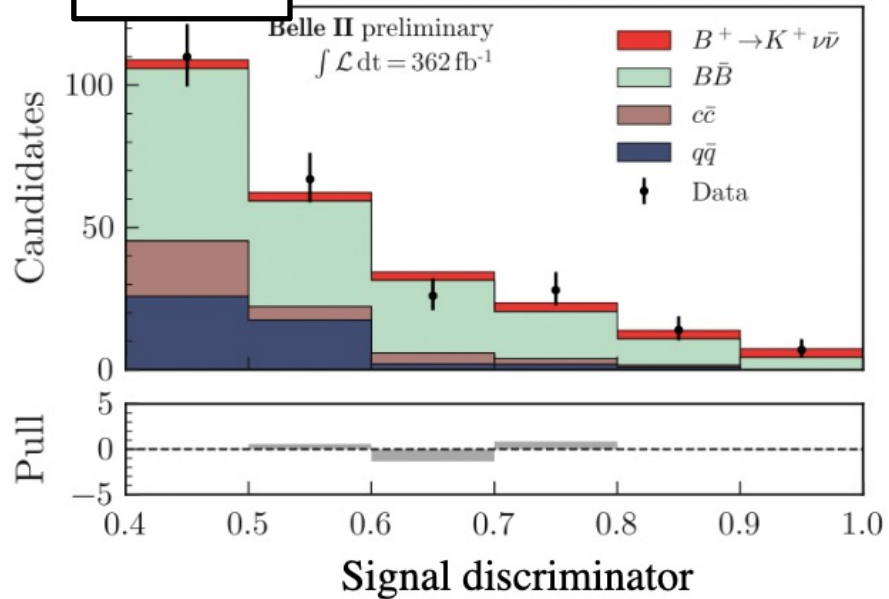 Belle II preliminary
∫ ℒ dt = 362 fb⁻¹
B⁺ → K⁺ νν̄
BB̄
cc̄
qq̄
Data
Candidates
100
50
0
Pull
5
0
−5
0.4 0.5 0.6 0.7 0.8 0.9 1.0
Signal discriminator